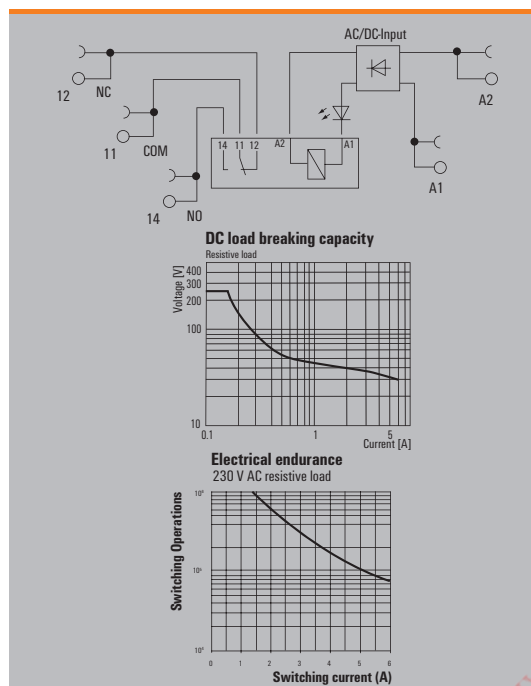 AC/DC-Input
12 NC
A2
11 COM
14 11 12 A2 A1
A1
14 NO
DC load breaking capacity
Resistive load
Voltage [V]
400
300
200
100
10
0.1 1 5
Current [A]
Electrical endurance
230 V AC resistive load
Switching Operations
10⁵
0 1 2 3 4 5 6
Switching current (A)